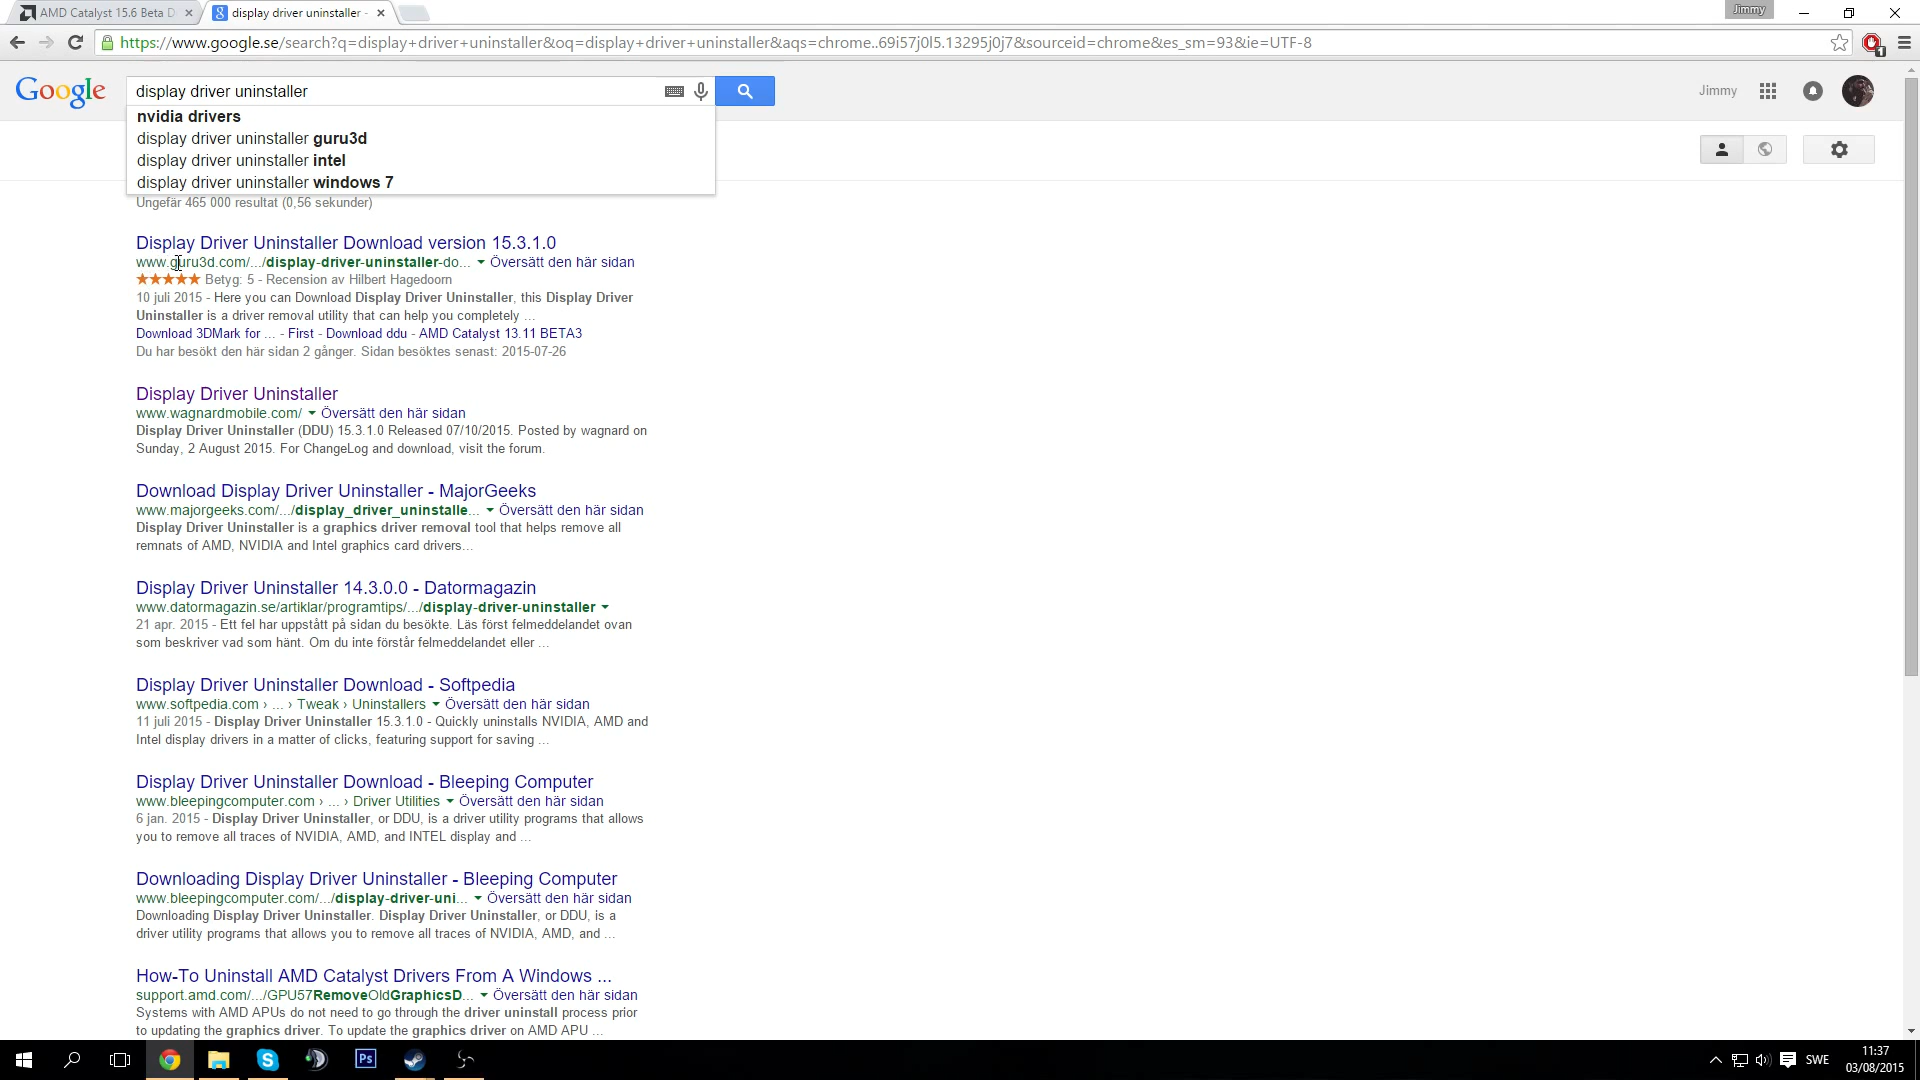 AMD Catalyst 15.6 Beta D
display driver uninstaller -
Jimmy
https://www.google.se/search?q=display+driver+uninstaller&oq=display+driver+uninstaller&aqs=chrome..69i57j0l5.13295j0j7&sourceid=chrome&es_sm=93&ie=UTF-8
1
Google
display driver uninstaller
Jimmy
nvidia drivers
display driver uninstaller guru3d
display driver uninstaller intel
display driver uninstaller windows 7
Ungefär 465 000 resultat (0,56 sekunder)
Display Driver Uninstaller Download version 15.3.1.0
www.guru3d.com/.../display-driver-uninstaller-do... Översätt den här sidan
Betyg: 5 - Recension av Hilbert Hagedoorn
10 juli 2015 - Here you can Download Display Driver Uninstaller, this Display Driver
Uninstaller is a driver removal utility that can help you completely ...
Download 3DMark for ... - First - Download ddu - AMD Catalyst 13.11 BETA3
Du har besökt den här sidan 2 gånger. Sidan besöktes senast: 2015-07-26
Display Driver Uninstaller
www.wagnardmobile.com/ Översätt den här sidan
Display Driver Uninstaller (DDU) 15.3.1.0 Released 07/10/2015. Posted by wagnard on
Sunday, 2 August 2015. For ChangeLog and download, visit the forum.
Download Display Driver Uninstaller - MajorGeeks
www.majorgeeks.com/.../display_driver_uninstalle... Översätt den här sidan
Display Driver Uninstaller is a graphics driver removal tool that helps remove all
remnats of AMD, NVIDIA and Intel graphics card drivers...
Display Driver Uninstaller 14.3.0.0 - Datormagazin
www.datormagazin.se/artiklar/programtips/.../display-driver-uninstaller
21 apr. 2015 - Ett fel har uppstått på sidan du besökte. Läs först felmeddelandet ovan
som beskriver vad som hänt. Om du inte förstår felmeddelandet eller ...
Display Driver Uninstaller Download - Softpedia
www.softpedia.com › ... › Tweak › Uninstallers Översätt den här sidan
11 juli 2015 - Display Driver Uninstaller 15.3.1.0 - Quickly uninstalls NVIDIA, AMD and
Intel display drivers in a matter of clicks, featuring support for saving ...
Display Driver Uninstaller Download - Bleeping Computer
www.bleepingcomputer.com › ... › Driver Utilities Översätt den här sidan
6 jan. 2015 - Display Driver Uninstaller, or DDU, is a driver utility programs that allows
you to remove all traces of NVIDIA, AMD, and INTEL display and ...
Downloading Display Driver Uninstaller - Bleeping Computer
www.bleepingcomputer.com/.../display-driver-uni... Översätt den här sidan
Downloading Display Driver Uninstaller. Display Driver Uninstaller, or DDU, is a
driver utility programs that allows you to remove all traces of NVIDIA, AMD, and ...
How-To Uninstall AMD Catalyst Drivers From A Windows ...
support.amd.com/.../GPU57RemoveOldGraphicsD... Översätt den här sidan
Systems with AMD APUs do not need to go through the driver uninstall process prior
to updating the graphics driver. To update the graphics driver on AMD APU ...
Ps
SWE
11:37
03/08/2015